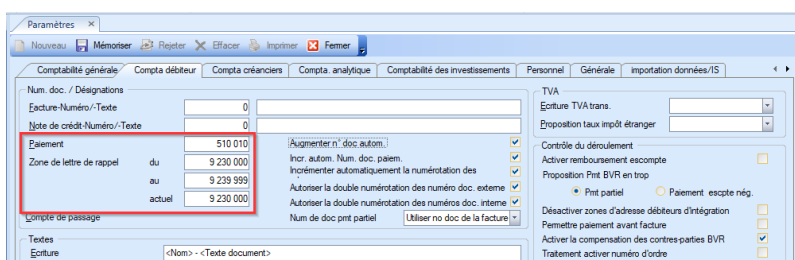 Paramètres ×
Nouveau Mémoriser Rejeter Effacer Imprimer Fermer
Comptabilité générale Compta débiteur Compta créanciers Compta. analytique Comptabilité des investissements Personnel Générale importation données/IS
Num. doc. / Désignations
Facture-Numéro/-Texte 0
Note de crédit-Numéro/-Texte 0
Paiement 510 010
Zone de lettre de rappel du 9 230 000
au 9 239 999
actuel 9 230 000
Compte de passage
Augmenter n° doc autom.
Incr. autom. Num. doc. paiem.
Incrémenter automatiquement la numérotation des
Autoriser la double numérotation des numéro doc. externe
Autoriser la double numérotation des numéros doc. interne
Num de doc pmt partiel Utiliser no doc de la facture
Textes
Ecriture <Nom> - <Texte document>
TVA
Ecriture TVA trans.
Proposition taux impôt étranger
Contrôle du déroulement
Activer remboursement escompte
Proposition Pmt BVR en trop
Pmt partiel Paiement escpte nég.
Désactiver zones d'adresse débiteurs d'intégration
Permettre paiement avant facture
Activer la compensation des contres-parties BVR
Traitement activer numéro d'ordre